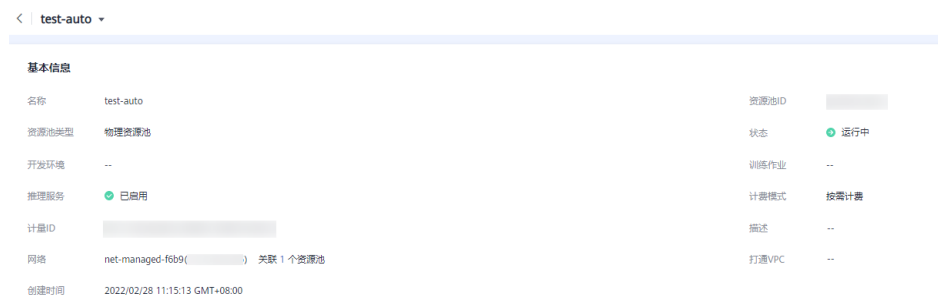 test-auto
基本信息
名称 test-auto 资源池ID
资源池类型 物理资源池 状态 运行中
开发环境 -- 训练作业 --
推理服务 已启用 计费模式 按需计费
计量ID 描述 --
网络 net-managed-f6b9( ) 关联 1 个资源池 打通VPC --
创建时间 2022/02/28 11:15:13 GMT+08:00